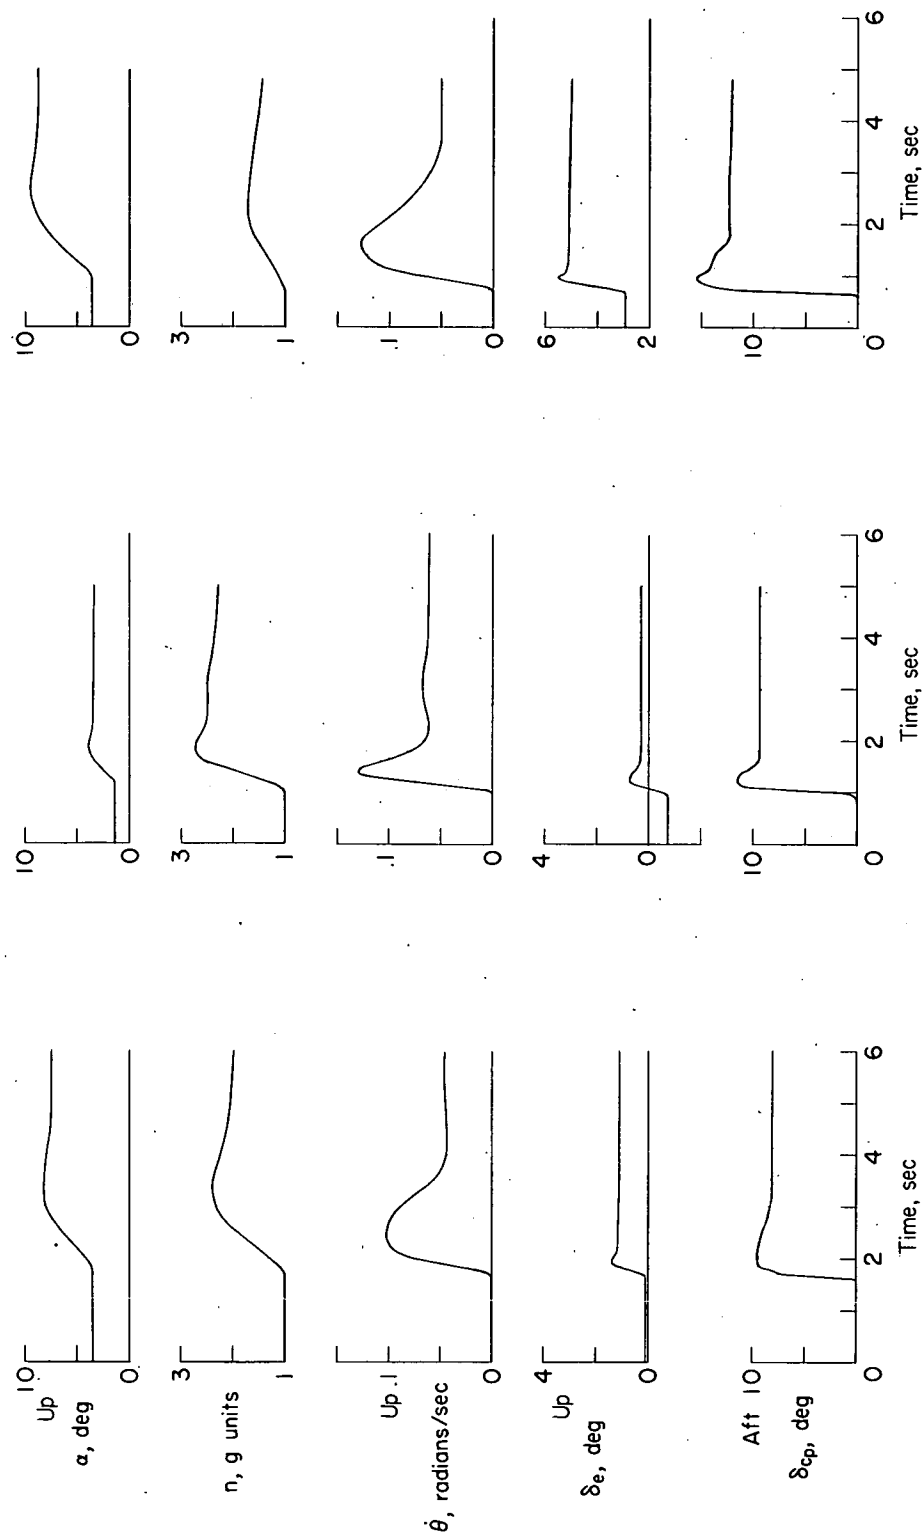 10 10 10
Up
α, deg
0 0 0
3 3 3
n, g units
1 1 1
Up .1 .1 .1
θ̇, radians/sec
0 0 0
4 4 6
Up
δe, deg
0 0 2
Aft 10 10 10
δcp, deg
0 2 4 6 0 2 4 6 0 2 4 6
Time, sec Time, sec Time, sec